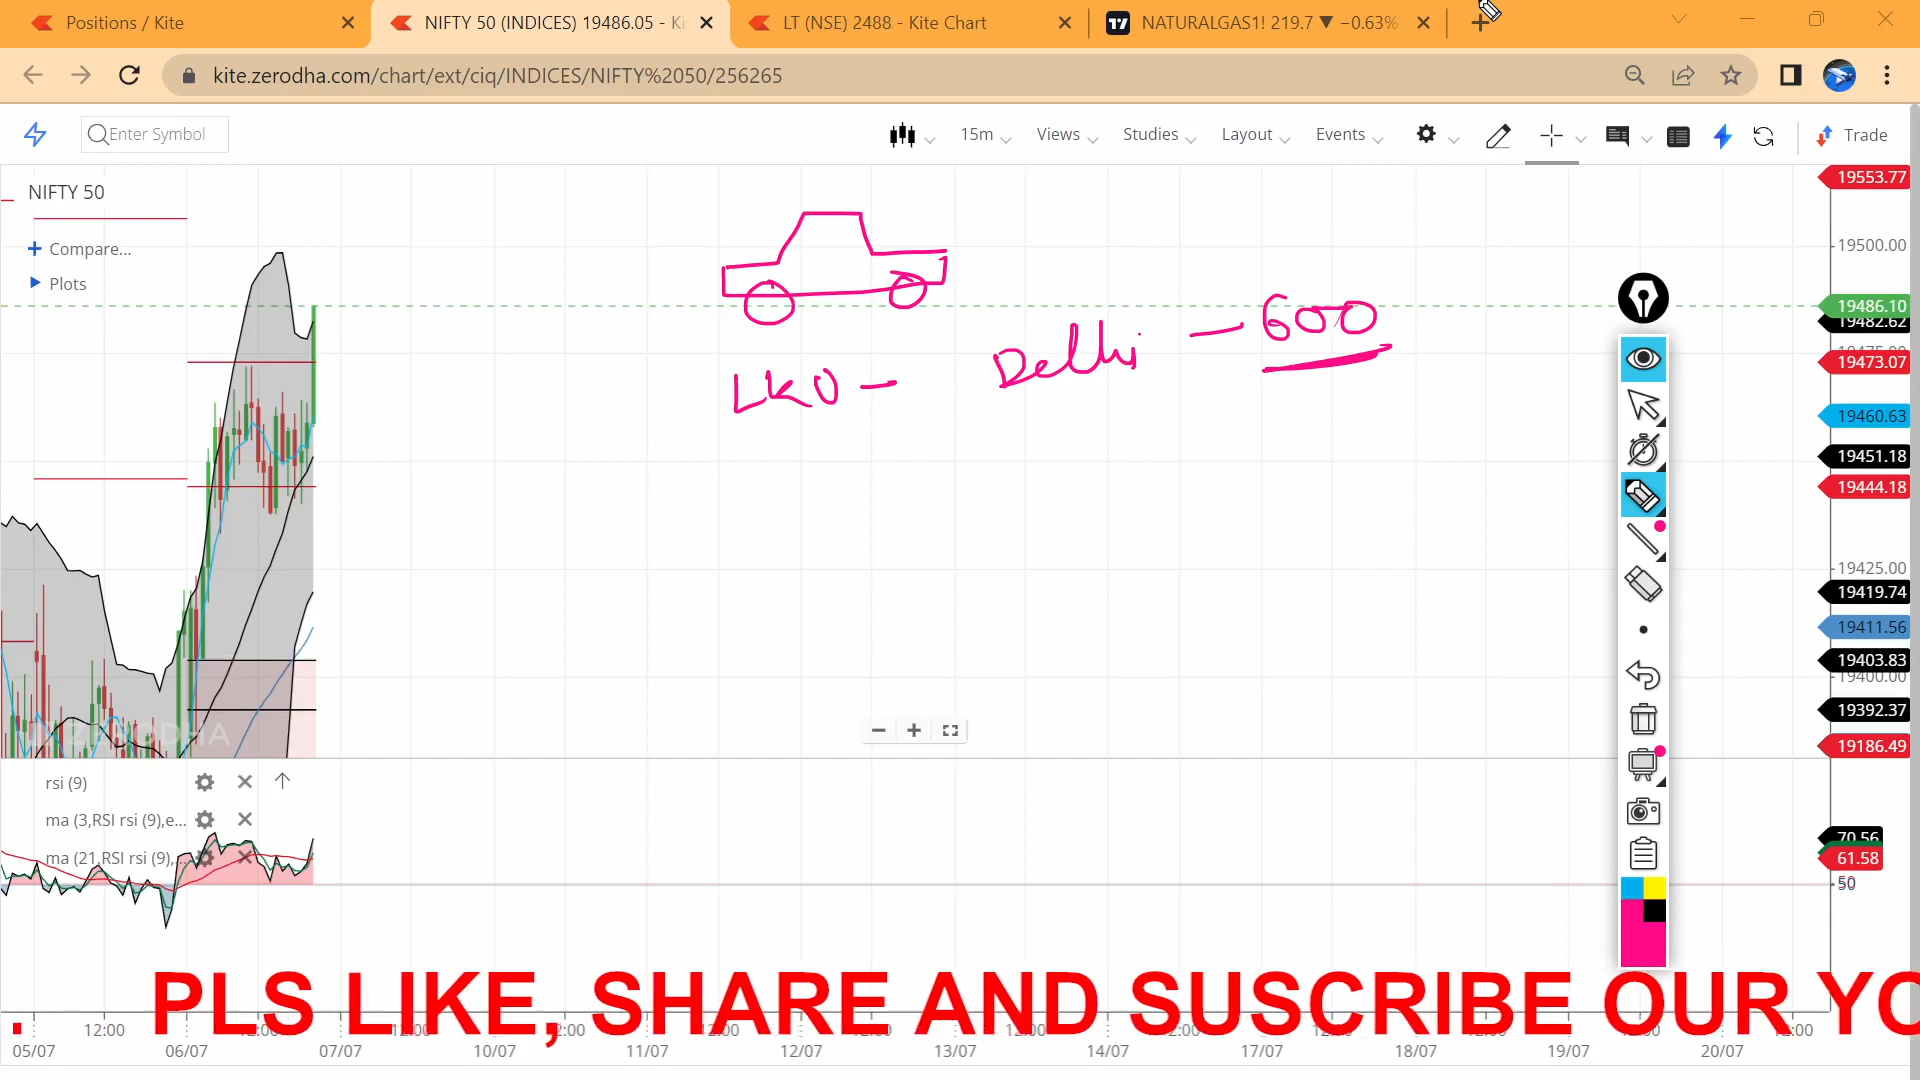 Positions / Kite
NIFTY 50 (INDICES) 19486.05 - Ki
LT (NSE) 2488 - Kite Chart
NATURALGAS1! 219.7 ▼ −0.63%
kite.zerodha.com/chart/ext/ciq/INDICES/NIFTY%2050/256265
Enter Symbol
15m
Views
Studies
Layout
Events
Trade
NIFTY 50
Compare...
Plots
LKO - Delhi - 600
19553.77
19500.00
19486.10
19482.62
19473.07
19460.63
19451.18
19444.18
19425.00
19419.74
19411.56
19403.83
19400.00
19392.37
19186.49
ZERODHA
rsi (9)
ma (3,RSI rsi (9),e...
ma (21,RSI rsi (9),...
70.56
61.58
50
. PLS LIKE, SHARE AND SUSCRIBE OUR YO
12:00
05/07 06/07 07/07 10/07 11/07 12/07 13/07 14/07 17/07 18/07 19/07 20/07